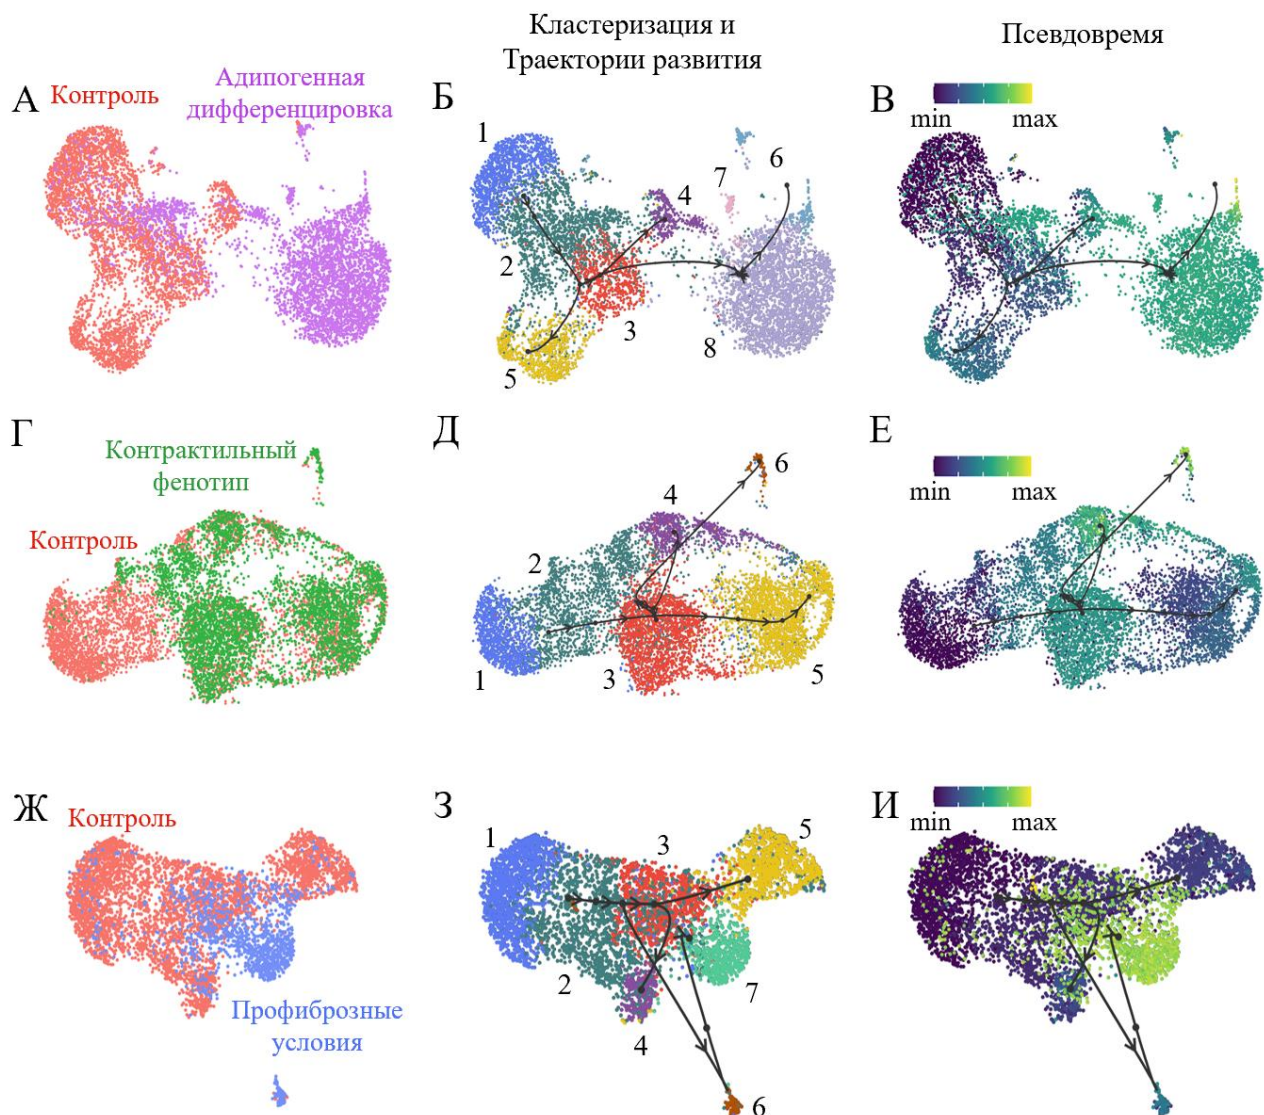 Кластеризация и
Траектории развития
Псевдовремя
А
Контроль
Адипогенная
дифференцировка
Б
1
2
3
4
5
6
7
8
В
min
max
Г
Контрактильный
фенотип
Контроль
Д
1
2
3
4
5
6
Е
min
max
Ж
Контроль
Профиброзные
условия
З
1
2
3
4
5
6
7
И
min
max